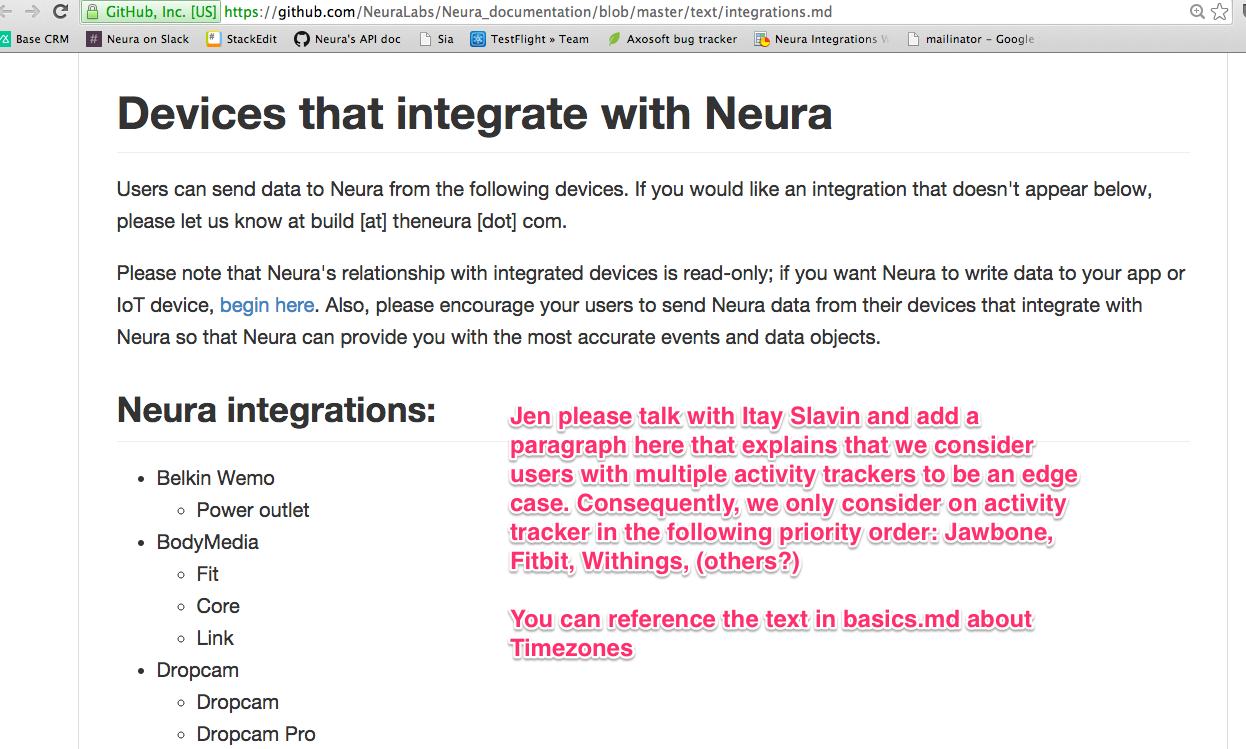 GitHub, Inc. [US] https://github.com/NeuraLabs/Neura_documentation/blob/master/text/integrations.md
Base CRM # Neura on Slack StackEdit Neura's API doc Sia TestFlight » Team Axosoft bug tracker Neura Integrations W mailinator – Google
Devices that integrate with Neura
Users can send data to Neura from the following devices. If you would like an integration that doesn't appear below,
please let us know at build [at] theneura [dot] com.
Please note that Neura's relationship with integrated devices is read-only; if you want Neura to write data to your app or
IoT device, begin here. Also, please encourage your users to send Neura data from their devices that integrate with
Neura so that Neura can provide you with the most accurate events and data objects.
Neura integrations:
Jen please talk with Itay Slavin and add a
paragraph here that explains that we consider
users with multiple activity trackers to be an edge
case. Consequently, we only consider on activity
tracker in the following priority order: Jawbone,
Fitbit, Withings, (others?)
You can reference the text in basics.md about
Timezones
Belkin Wemo
Power outlet
BodyMedia
Fit
Core
Link
Dropcam
Dropcam
Dropcam Pro